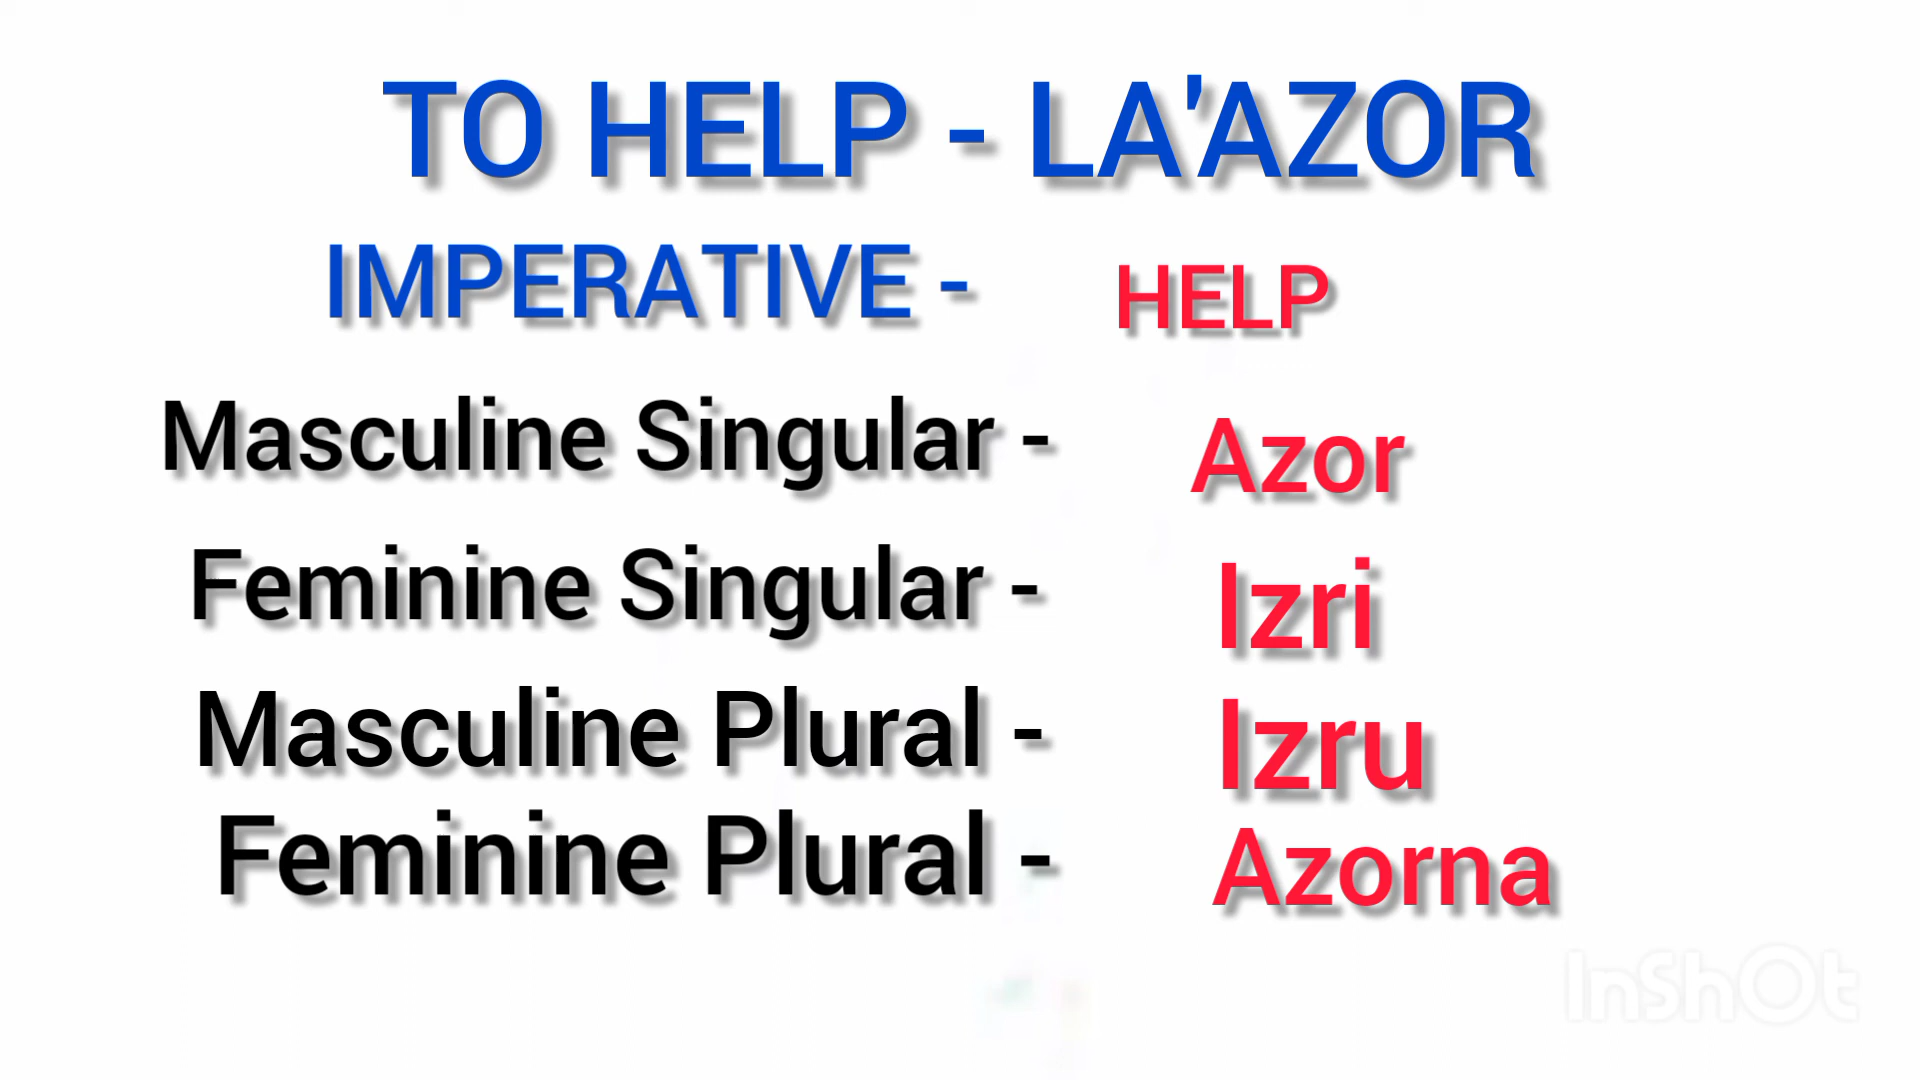 TO HELP - LA'AZOR
IMPERATIVE - HELP
Masculine Singular - Azor
Feminine Singular - Izri
Masculine Plural - Izru
Feminine Plural - Azorna
InShOt